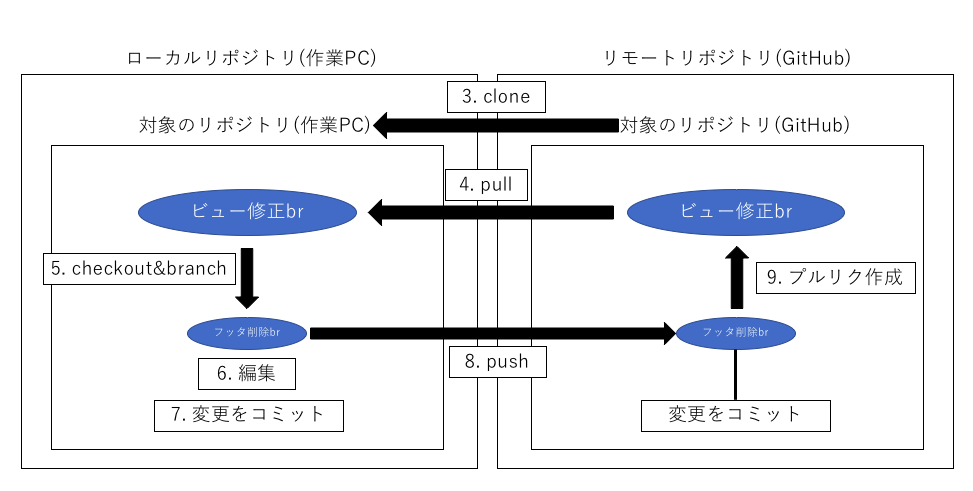 ローカルリポジトリ(作業PC)
リモートリポジトリ(GitHub)
3. clone
対象のリポジトリ(作業PC)
対象のリポジトリ(GitHub)
4. pull
ビュー修正br
ビュー修正br
5. checkout&branch
9. プルリク作成
フッタ削除br
フッタ削除br
8. push
6. 編集
7. 変更をコミット
変更をコミット